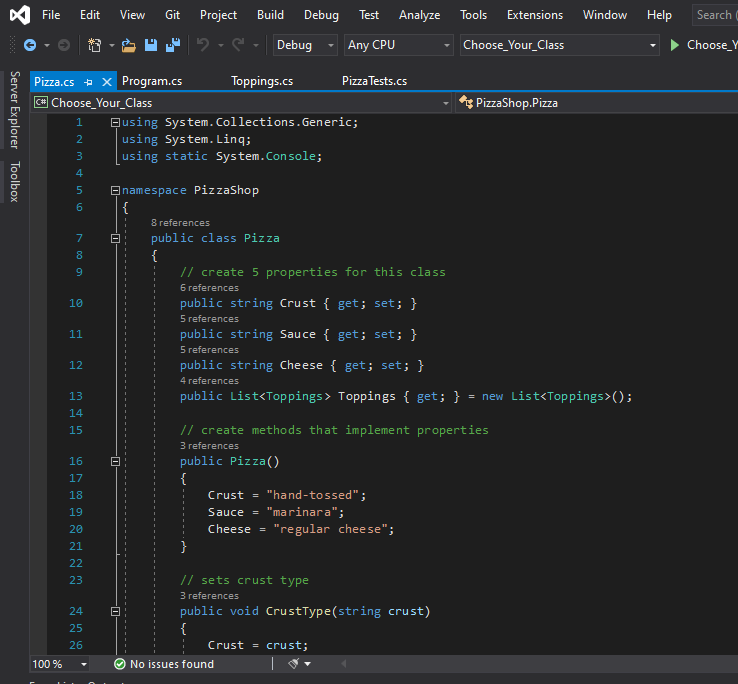 File Edit View Git Project Build Debug Test Analyze Tools Extensions Window Help Search (
Debug Any CPU Choose_Your_Class Choose_Y
Server Explorer
Toolbox
Pizza.cs Program.cs Toppings.cs PizzaTests.cs
C# Choose_Your_Class PizzaShop.Pizza
1 using System.Collections.Generic;
2 using System.Linq;
3 using static System.Console;
4
5 namespace PizzaShop
6 {
8 references
7 public class Pizza
8 {
9 // create 5 properties for this class
6 references
10 public string Crust { get; set; }
5 references
11 public string Sauce { get; set; }
5 references
12 public string Cheese { get; set; }
4 references
13 public List<Toppings> Toppings { get; } = new List<Toppings>();
14
15 // create methods that implement properties
3 references
16 public Pizza()
17 {
18 Crust = "hand-tossed";
19 Sauce = "marinara";
20 Cheese = "regular cheese";
21 }
22
23 // sets crust type
3 references
24 public void CrustType(string crust)
25 {
26 Crust = crust;
100 % No issues found